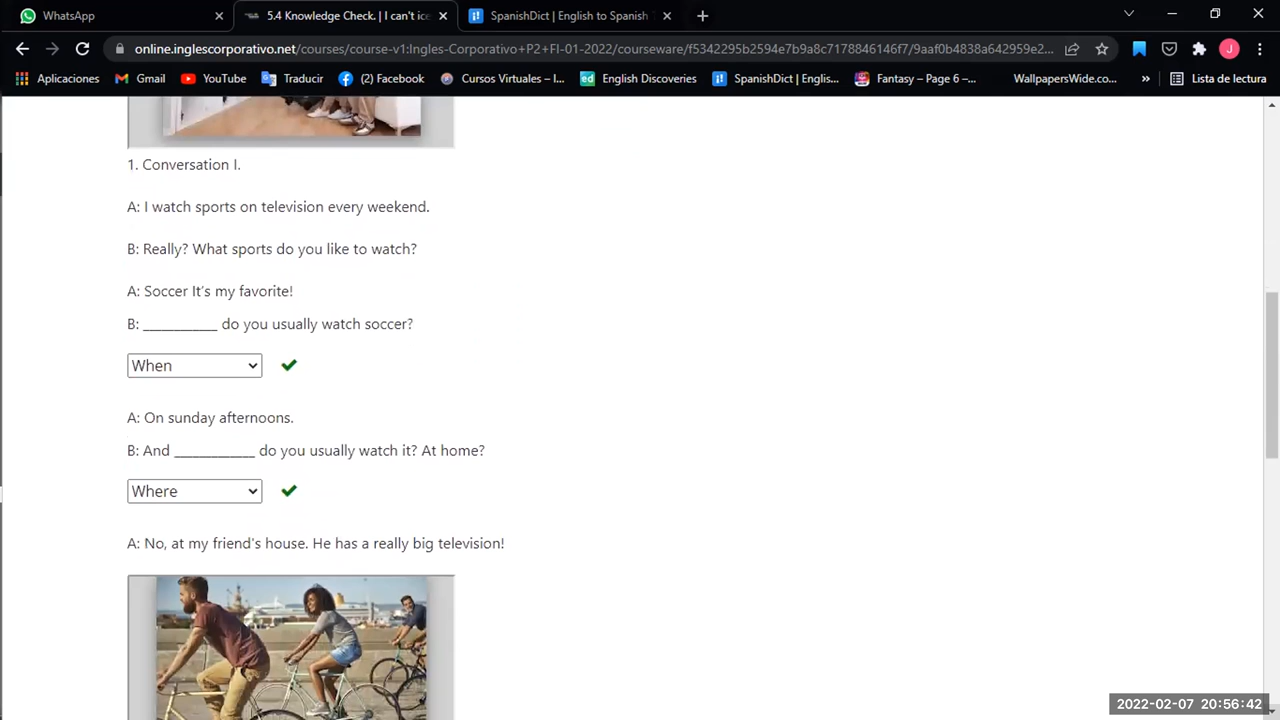 WhatsApp
5.4 Knowledge Check. | I can't ice
SpanishDict | English to Spanish T
online.inglescorporativo.net/courses/course-v1:Ingles-Corporativo+P2+FI-01-2022/courseware/f5342295b2594e7b9a8c7178846146f7/9aaf0b4838a642959e2...
Aplicaciones
Gmail
YouTube
Traducir
(2) Facebook
Cursos Virtuales – I...
English Discoveries
SpanishDict | Englis...
Fantasy – Page 6 –...
WallpapersWide.co...
»
Lista de lectura
1. Conversation I.
A: I watch sports on television every weekend.
B: Really? What sports do you like to watch?
A: Soccer It's my favorite!
B: ____________ do you usually watch soccer?
When
A: On sunday afternoons.
B: And _____________ do you usually watch it? At home?
Where
A: No, at my friend's house. He has a really big television!
2022-02-07 20:56:42